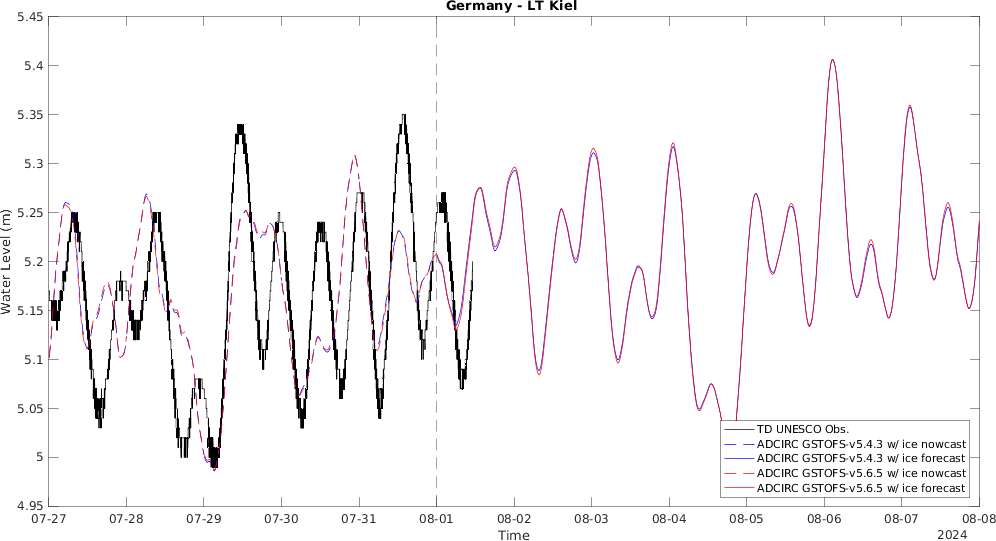 Germany - LT Kiel
5.45
5.4
5.35
5.3
5.25
5.2
5.15
5.1
5.05
5
4.95
Water Level (m)
TD UNESCO Obs.
ADCIRC GSTOFS-v5.4.3 w/ ice nowcast
ADCIRC GSTOFS-v5.4.3 w/ ice forecast
ADCIRC GSTOFS-v5.6.5 w/ ice nowcast
ADCIRC GSTOFS-v5.6.5 w/ ice forecast
07-27 07-28 07-29 07-30 07-31 08-01 08-02 08-03 08-04 08-05 08-06 08-07 08-08
Time
2024